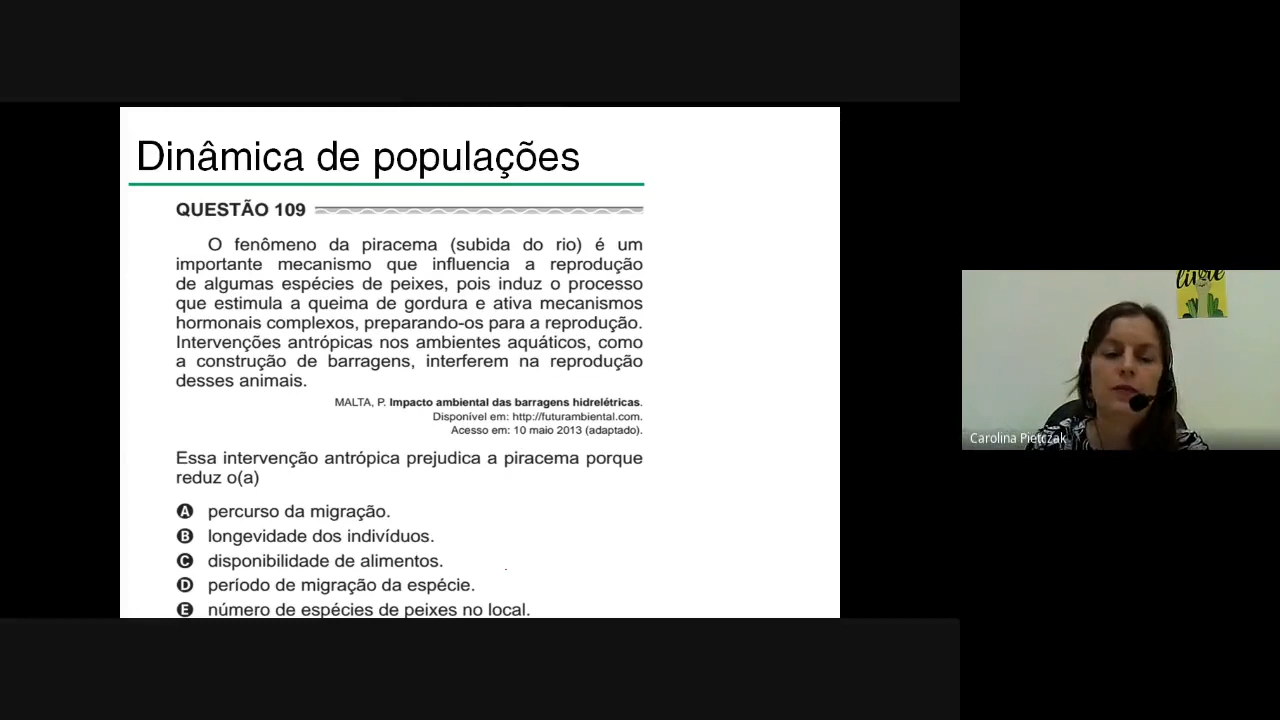 Dinâmica de populações
QUESTÃO 109
O fenômeno da piracema (subida do rio) é um
importante mecanismo que influencia a reprodução
de algumas espécies de peixes, pois induz o processo
que estimula a queima de gordura e ativa mecanismos
hormonais complexos, preparando-os para a reprodução.
Intervenções antrópicas nos ambientes aquáticos, como
a construção de barragens, interferem na reprodução
desses animais.
MALTA, P. Impacto ambiental das barragens hidrelétricas.
Disponível em: http://futurambiental.com.
Acesso em: 10 maio 2013 (adaptado).
Essa intervenção antrópica prejudica a piracema porque
reduz o(a)
A percurso da migração.
B longevidade dos indivíduos.
C disponibilidade de alimentos.
D período de migração da espécie.
E número de espécies de peixes no local.
livre
Carolina Pietczak